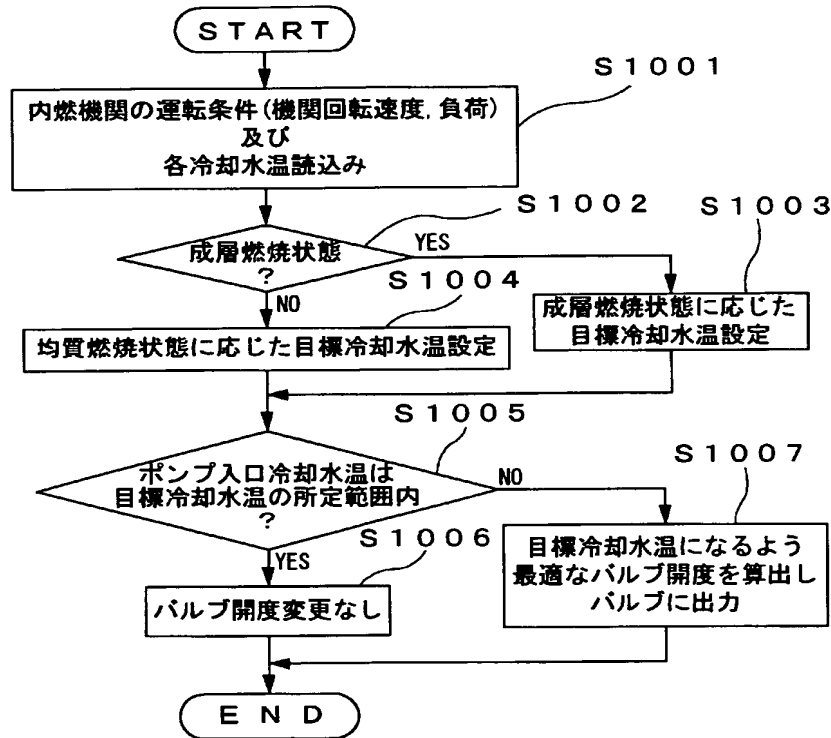 START
S1001
内燃機関の運転条件(機関回転速度,負荷)
及び
各冷却水温読込み
S1002
成層燃焼状態
?
YES
NO
S1003
成層燃焼状態に応じた
目標冷却水温設定
S1004
均質燃焼状態に応じた目標冷却水温設定
S1005
ポンプ入口冷却水温は
目標冷却水温の所定範囲内
?
NO
YES
S1006
バルブ開度変更なし
S1007
目標冷却水温になるよう
最適なバルブ開度を算出し
バルブに出力
END